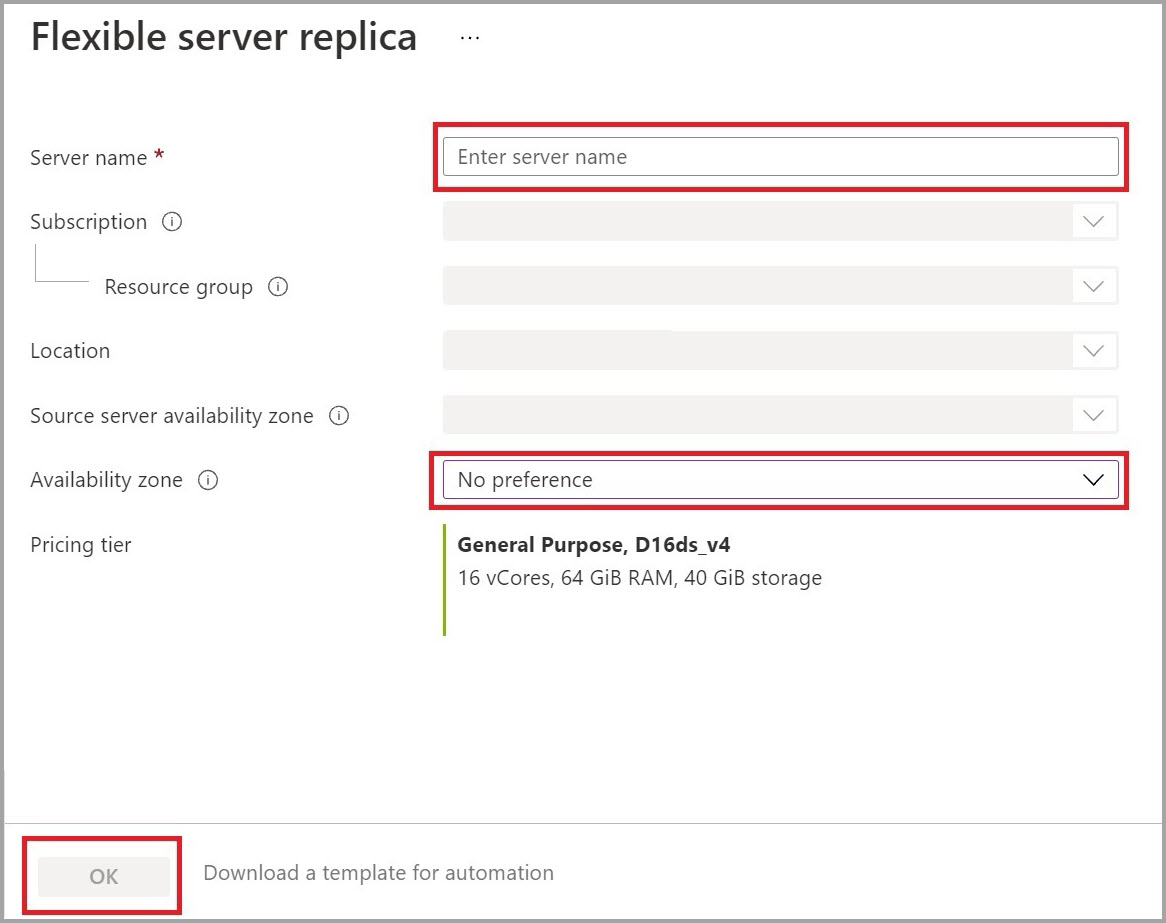 Flexible server replica ...
Server name * Enter server name
Subscription
Resource group
Location
Source server availability zone
Availability zone No preference
Pricing tier General Purpose, D16ds_v4
16 vCores, 64 GiB RAM, 40 GiB storage
OK Download a template for automation